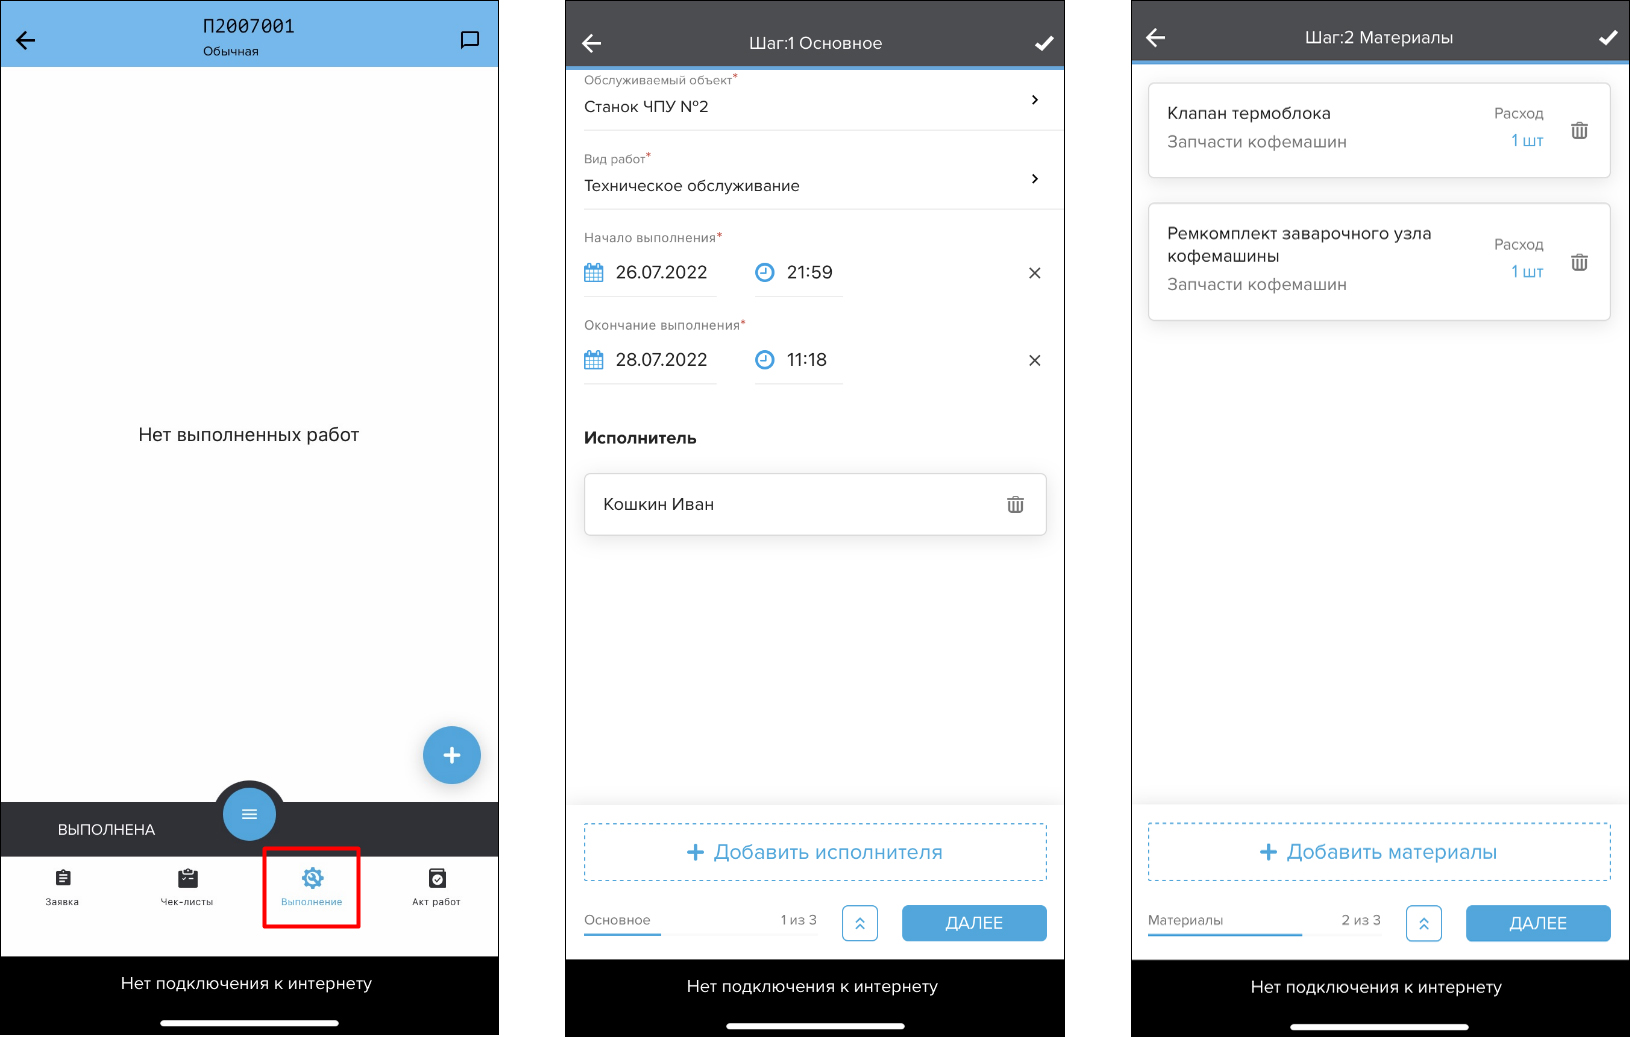 П2007001
Обычная
Нет выполненных работ
ВЫПОЛНЕНА
Заявка
Чек-листы
Выполнение
Акт работ
Нет подключения к интернету
Шаг:1 Основное
Обслуживаемый объект*
Станок ЧПУ №2
Вид работ*
Техническое обслуживание
Начало выполнения*
26.07.2022 21:59
Окончание выполнения*
28.07.2022 11:18
Исполнитель
Кошкин Иван
+ Добавить исполнителя
Основное 1 из 3 ДАЛЕЕ
Нет подключения к интернету
Шаг:2 Материалы
Клапан термоблока
Запчасти кофемашин
Расход
1 шт
Ремкомплект заварочного узла
кофемашины
Запчасти кофемашин
Расход
1 шт
+ Добавить материалы
Материалы 2 из 3 ДАЛЕЕ
Нет подключения к интернету